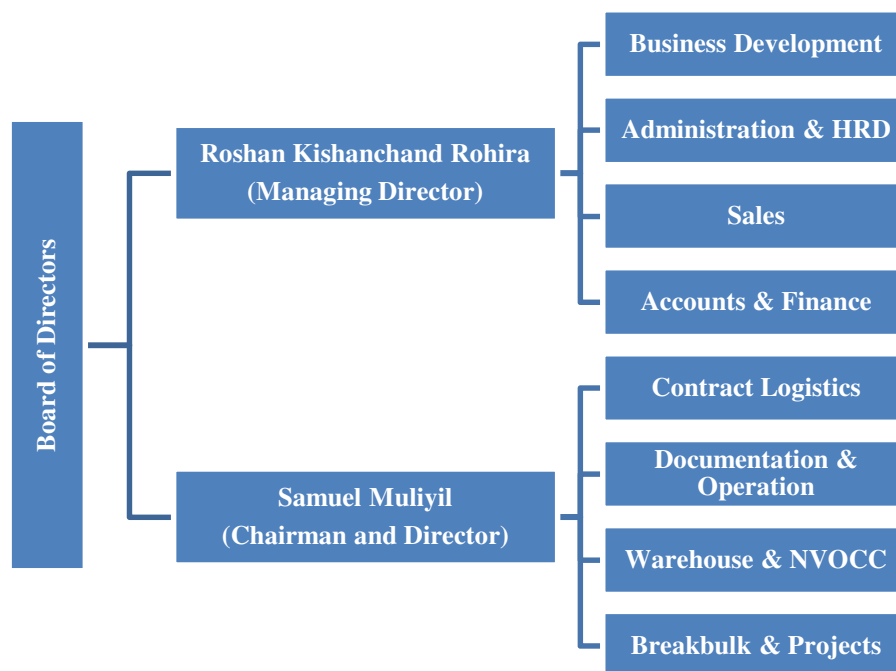 Board of Directors
Roshan Kishanchand Rohira
(Managing Director)
Business Development
Administration & HRD
Sales
Accounts & Finance
Samuel Muliyil
(Chairman and Director)
Contract Logistics
Documentation &
Operation
Warehouse & NVOCC
Breakbulk & Projects